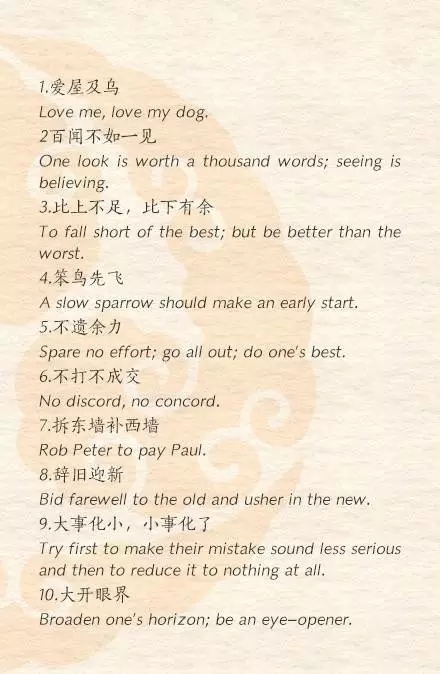 1.爱屋及乌
Love me, love my dog.
2百闻不如一见
One look is worth a thousand words; seeing is
believing.
3.比上不足，比下有余
To fall short of the best; but be better than the
worst.
4.笨鸟先飞
A slow sparrow should make an early start.
5.不遗余力
Spare no effort; go all out; do one's best.
6.不打不成交
No discord, no concord.
7.拆东墙补西墙
Rob Peter to pay Paul.
8.辞旧迎新
Bid farewell to the old and usher in the new.
9.大事化小，小事化了
Try first to make their mistake sound less serious
and then to reduce it to nothing at all.
10.大开眼界
Broaden one's horizon; be an eye-opener.